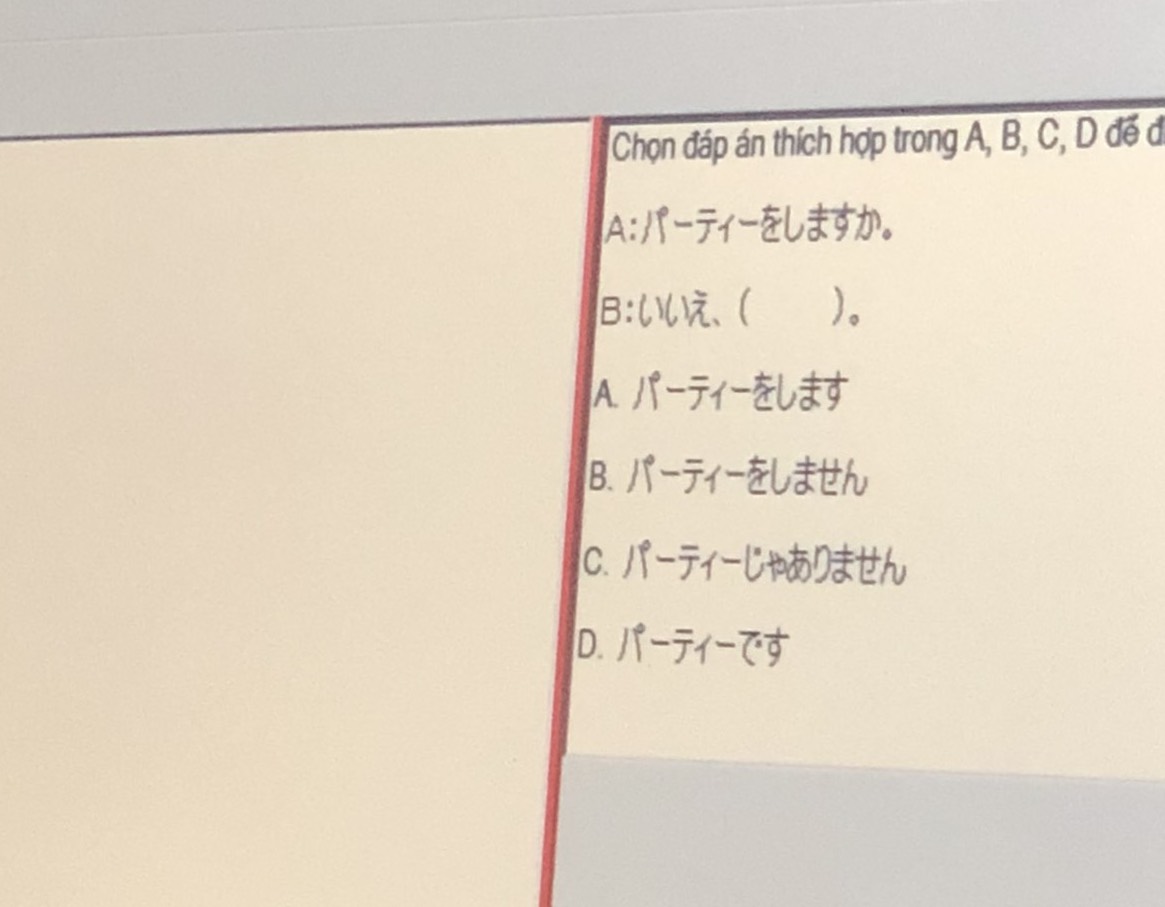 Chọn đáp án thích hợp trong A, B, C, D để
A:パーティーをしますか。
B:いいえ、(　　)。
A. パーティーをします
B. パーティーをしません
C. パーティーじゃありません
D. パーティーです